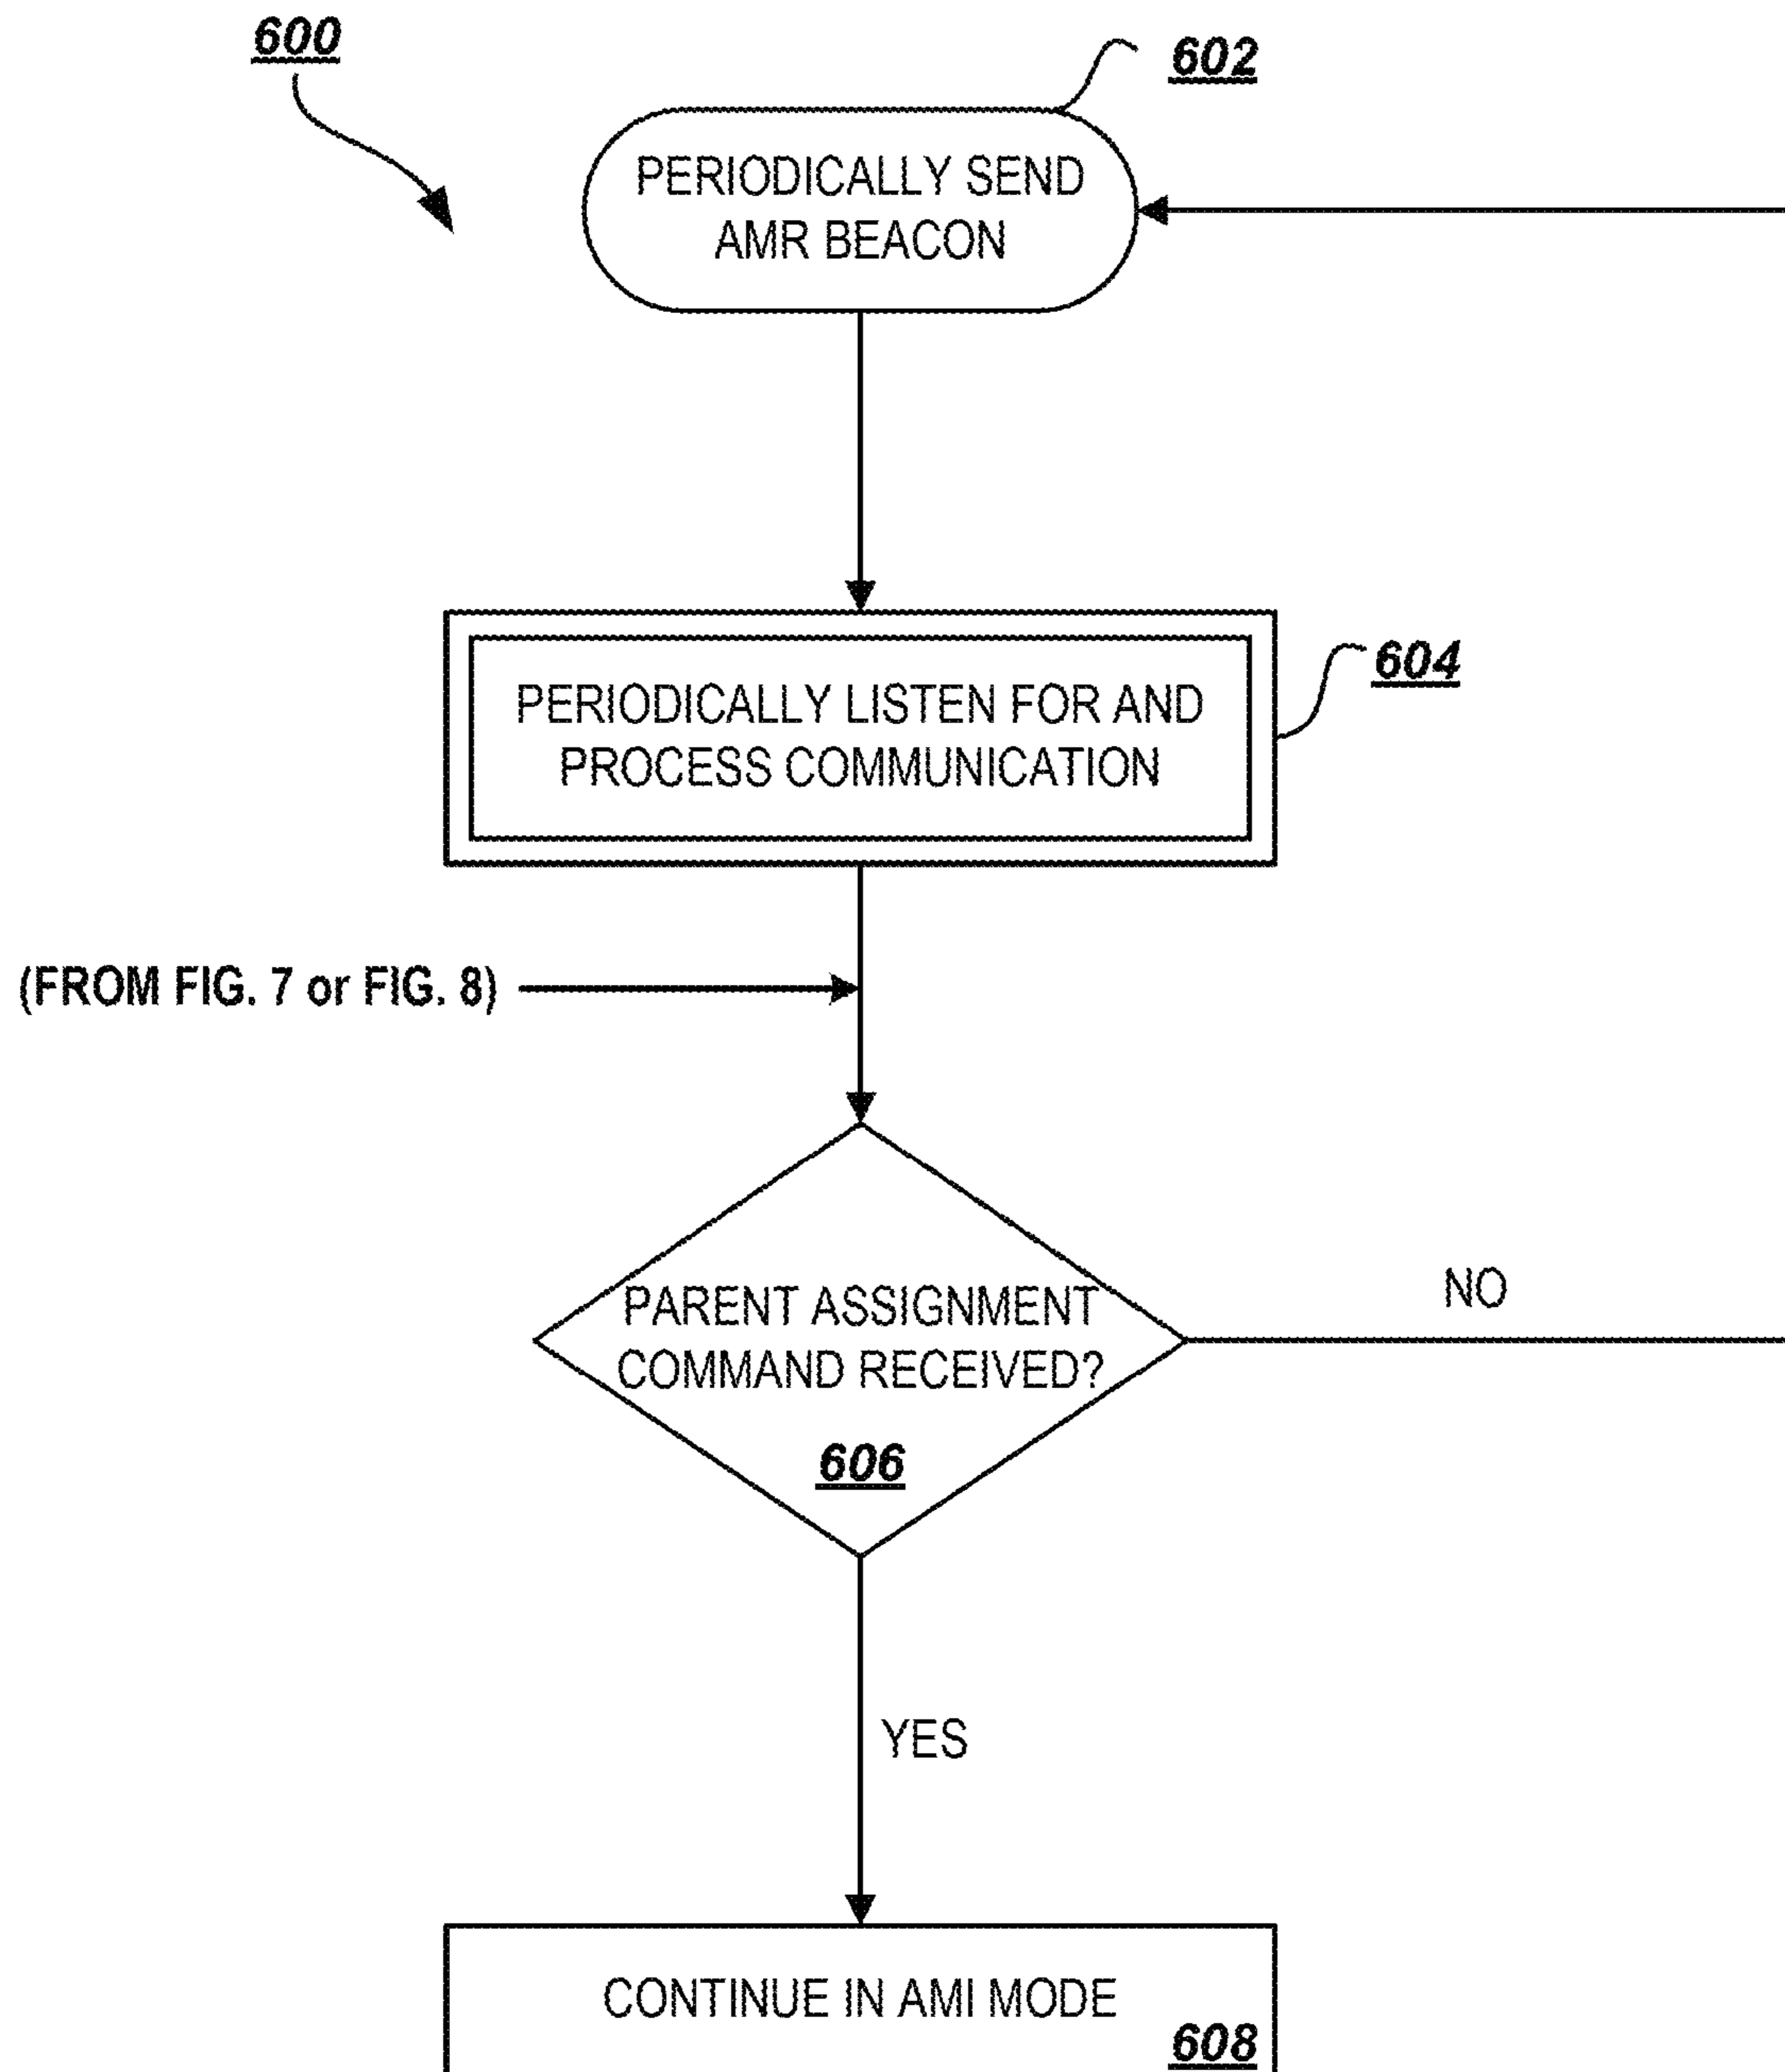 600
602
PERIODICALLY SEND
AMR BEACON
604
PERIODICALLY LISTEN FOR AND
PROCESS COMMUNICATION
(FROM FIG. 7 or FIG. 8)
PARENT ASSIGNMENT
COMMAND RECEIVED?
606
NO
YES
CONTINUE IN AMI MODE
608